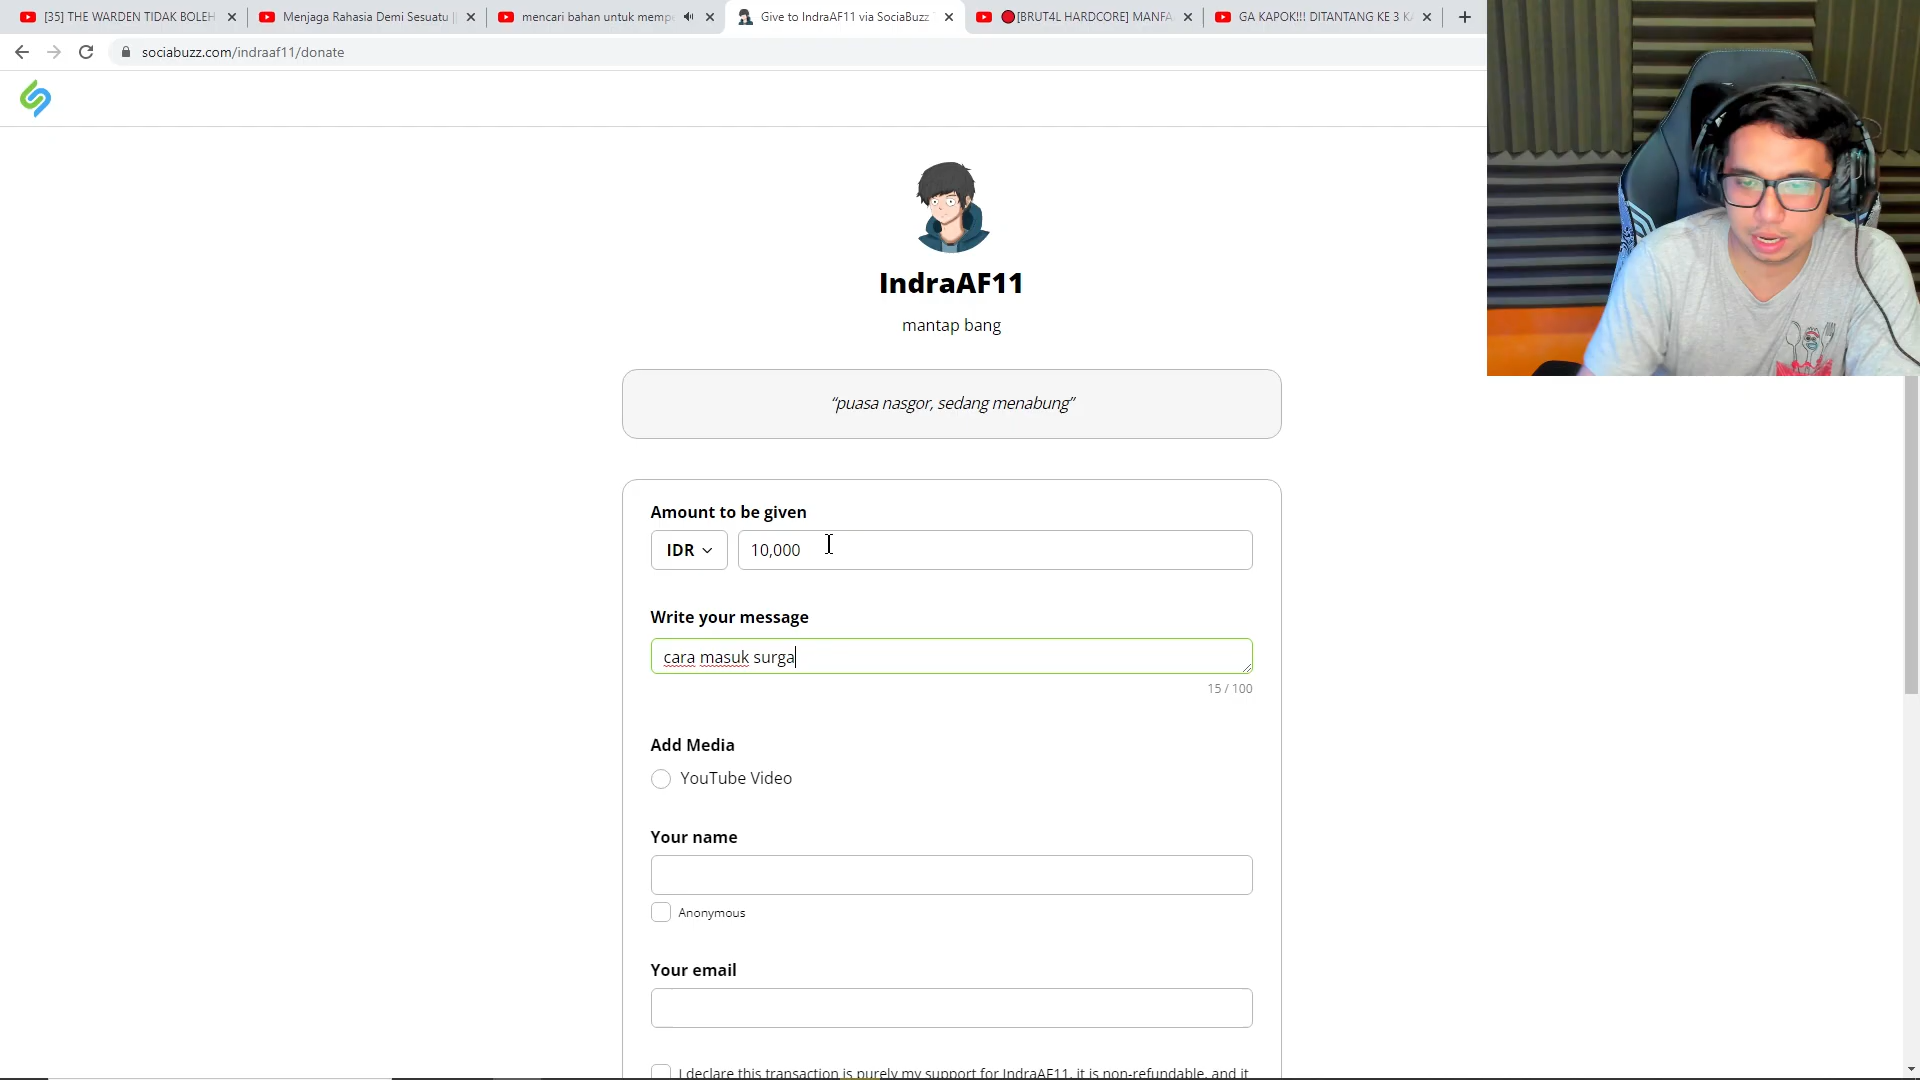 [35] THE WARDEN TIDAK BOLEH
Menjaga Rahasia Demi Sesuatu ||
mencari bahan untuk mempe
Give to IndraAF11 via SociaBuzz
[BRUT4L HARDCORE] MANFA
GA KAPOK!!! DITANTANG KE 3 KA
sociabuzz.com/indraaf11/donate
IndraAF11
mantap bang
“puasa nasgor, sedang menabung”
Amount to be given
IDR 10,000
Write your message
cara masuk surga
15 / 100
Add Media
YouTube Video
Your name
Anonymous
Your email
I declare this transaction is purely my support for IndraAF11, it is non-refundable, and it